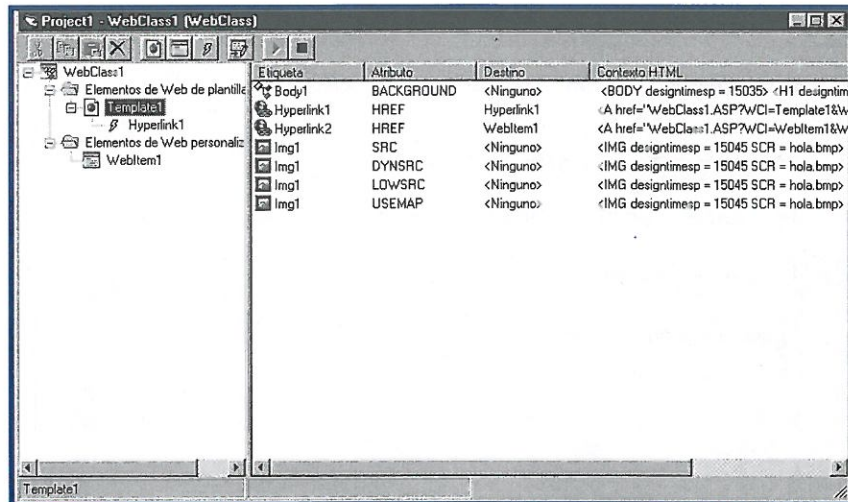 Project1 - WebClass1 (WebClass)
WebClass1
Elementos de Web de plantilla
Template1
Hyperlink1
Elementos de Web personaliz
WebItem1
Etiqueta Atributo Destino Contexto HTML
Body1 BACKGROUND <Ninguno> <BODY designtimesp = 15035> <H1 designtim
Hyperlink1 HREF Hyperlink1 <A href="WebClass1.ASP?WCI=Template1&W
Hyperlink2 HREF WebItem1 <A href="WebClass1.ASP?WCI=WebItem1&W
Img1 SRC <Ninguno> <IMG designtimesp = 15045 SCR = hola.bmp>
Img1 DYNSRC <Ninguno> <IMG designtimesp = 15045 SCR = hola.bmp>
Img1 LOWSRC <Ninguno> <IMG designtimesp = 15045 SCR = hola.bmp>
Img1 USEMAP <Ninguno> <IMG designtimesp = 15045 SCR = hola.bmp>
Template1